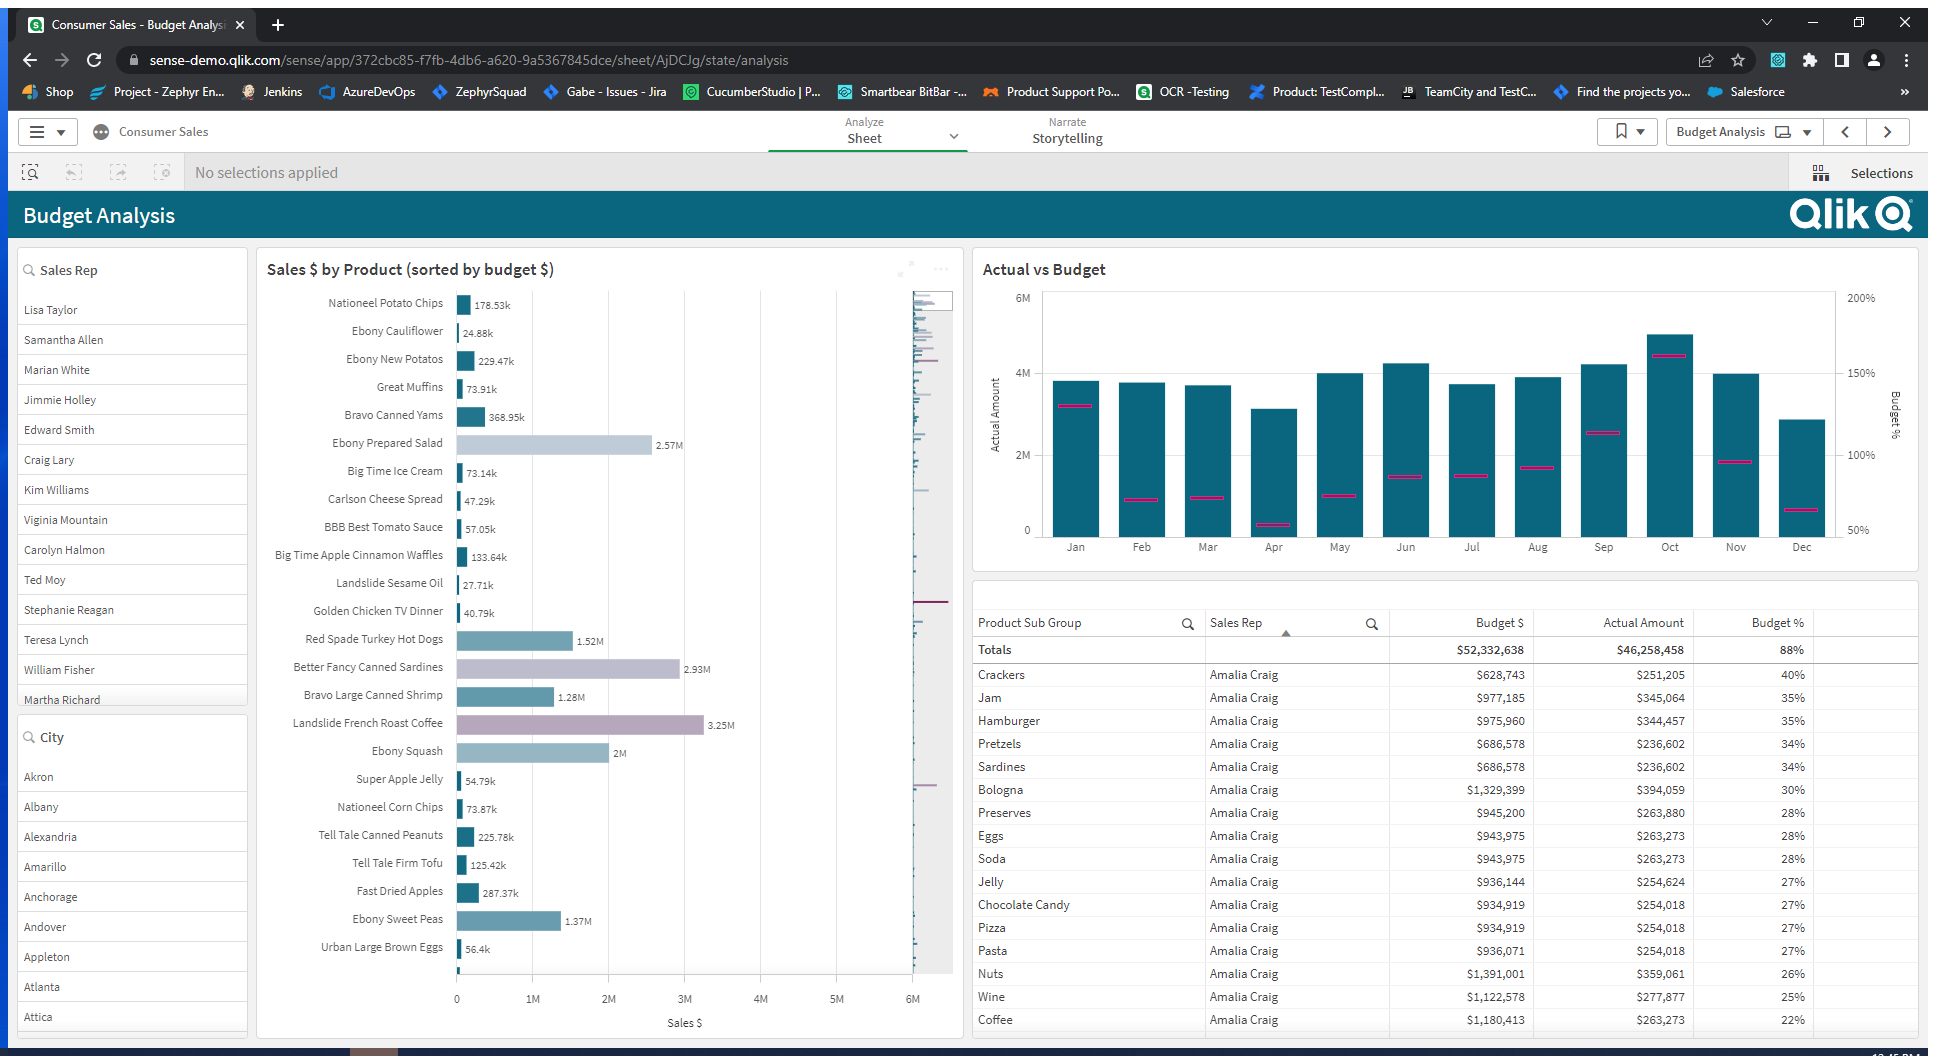 Consumer Sales - Budget Analysi
sense-demo.qlik.com/sense/app/372cbc85-f7fb-4db6-a620-9a5367845dce/sheet/AjDCJg/state/analysis
Shop Project - Zephyr En... Jenkins AzureDevOps ZephyrSquad Gabe - Issues - Jira CucumberStudio | P... Smartbear BitBar -... Product Support Po... OCR -Testing Product: TestCompl... TeamCity and TestC... Find the projects yo... Salesforce »
Consumer Sales
Analyze
Sheet
Narrate
Storytelling
Budget Analysis
No selections applied
Selections
Budget Analysis
Qlik
Sales Rep
Lisa Taylor
Samantha Allen
Marian White
Jimmie Holley
Edward Smith
Craig Lary
Kim Williams
Viginia Mountain
Carolyn Halmon
Ted Moy
Stephanie Reagan
Teresa Lynch
William Fisher
Martha Richard
City
Akron
Albany
Alexandria
Amarillo
Anchorage
Andover
Appleton
Atlanta
Attica
Sales $ by Product (sorted by budget $)
Nationeel Potato Chips 178.53k
Ebony Cauliflower 24.88k
Ebony New Potatos 229.47k
Great Muffins 73.91k
Bravo Canned Yams 368.95k
Ebony Prepared Salad 2.57M
Big Time Ice Cream 73.14k
Carlson Cheese Spread 47.29k
BBB Best Tomato Sauce 57.05k
Big Time Apple Cinnamon Waffles 133.64k
Landslide Sesame Oil 27.71k
Golden Chicken TV Dinner 40.79k
Red Spade Turkey Hot Dogs 1.52M
Better Fancy Canned Sardines 2.93M
Bravo Large Canned Shrimp 1.28M
Landslide French Roast Coffee 3.25M
Ebony Squash 2M
Super Apple Jelly 54.79k
Nationeel Corn Chips 73.87k
Tell Tale Canned Peanuts 225.78k
Tell Tale Firm Tofu 125.42k
Fast Dried Apples 287.37k
Ebony Sweet Peas 1.37M
Urban Large Brown Eggs 56.4k
0 1M 2M 3M 4M 5M 6M
Sales $
Actual vs Budget
6M 200%
4M 150%
2M 100%
0 50%
Actual Amount
Budget %
Jan Feb Mar Apr May Jun Jul Aug Sep Oct Nov Dec
Product Sub Group Sales Rep Budget $ Actual Amount Budget %
Totals $52,332,638 $46,258,458 88%
Crackers Amalia Craig $628,743 $251,205 40%
Jam Amalia Craig $977,185 $345,064 35%
Hamburger Amalia Craig $975,960 $344,457 35%
Pretzels Amalia Craig $686,578 $236,602 34%
Sardines Amalia Craig $686,578 $236,602 34%
Bologna Amalia Craig $1,329,399 $394,059 30%
Preserves Amalia Craig $945,200 $263,880 28%
Eggs Amalia Craig $943,975 $263,273 28%
Soda Amalia Craig $943,975 $263,273 28%
Jelly Amalia Craig $936,144 $254,624 27%
Chocolate Candy Amalia Craig $934,919 $254,018 27%
Pizza Amalia Craig $934,919 $254,018 27%
Pasta Amalia Craig $936,071 $254,018 27%
Nuts Amalia Craig $1,391,001 $359,061 26%
Wine Amalia Craig $1,122,578 $277,877 25%
Coffee Amalia Craig $1,180,413 $263,273 22%